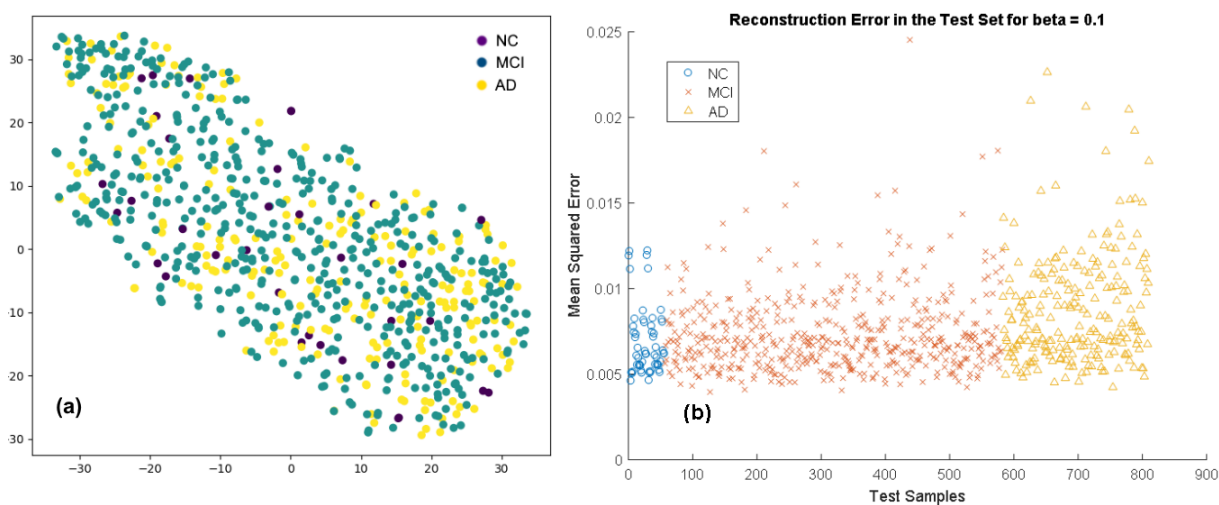 NC
MCI
AD
30
20
10
0
-10
-20
-30
(a)
−30
−20
−10
0
10
20
30
Reconstruction Error in the Test Set for beta = 0.1
NC
MCI
AD
0.025
0.02
0.015
0.01
0.005
0
Mean Squared Error
(b)
0
100
200
300
400
500
600
700
800
900
Test Samples